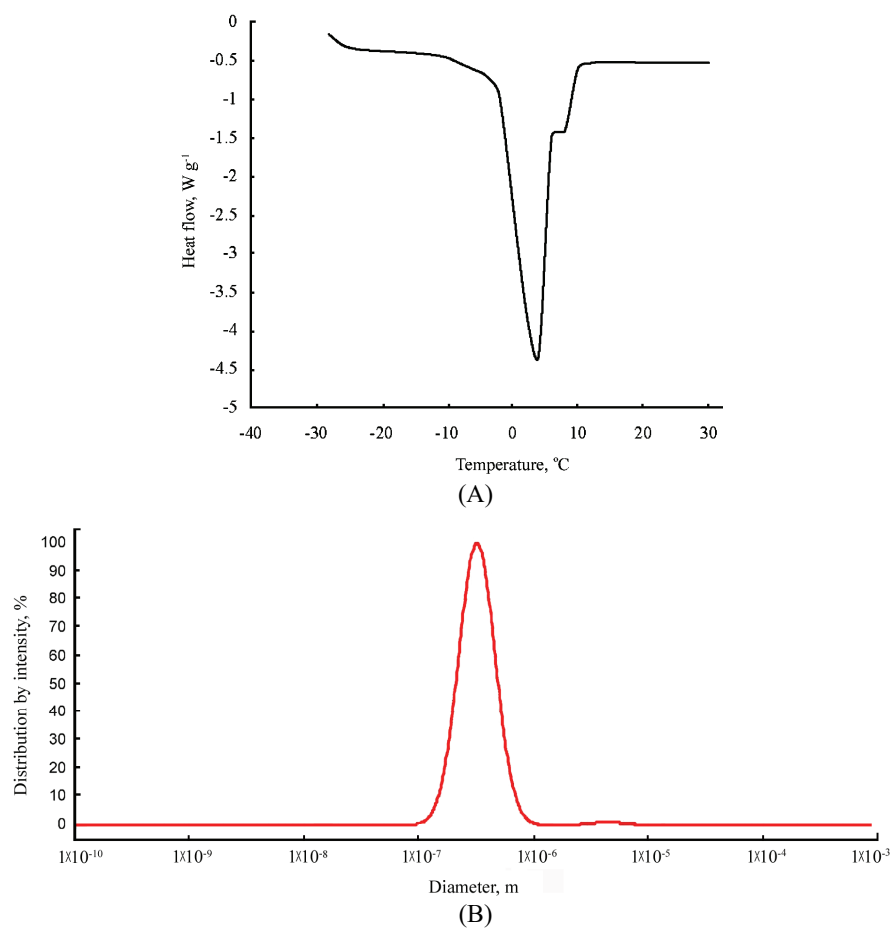 0
-0.5
-1
-1.5
-2
-2.5
-3
-3.5
-4
-4.5
-5
Heat flow, W g⁻¹
-40 -30 -20 -10 0 10 20 30
Temperature, °C
(A)
100
90
80
70
60
50
40
30
20
10
0
Distribution by intensity, %
1X10⁻¹⁰ 1X10⁻⁹ 1X10⁻⁸ 1X10⁻⁷ 1X10⁻⁶ 1X10⁻⁵ 1X10⁻⁴ 1X10⁻³
Diameter, m
(B)